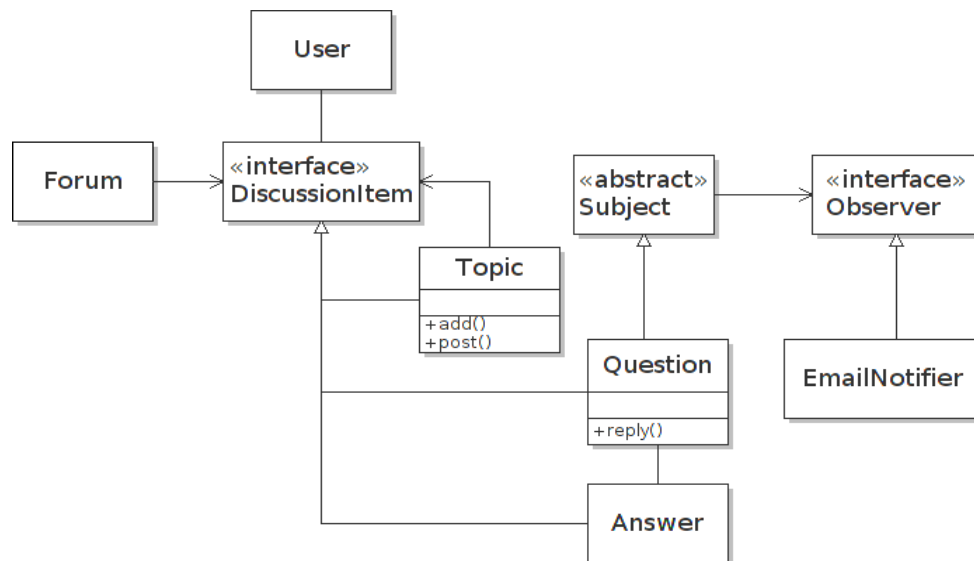 User
Forum
«interface»
DiscussionItem
«abstract»
Subject
«interface»
Observer
Topic
+add()
+post()
Question
+reply()
EmailNotifier
Answer